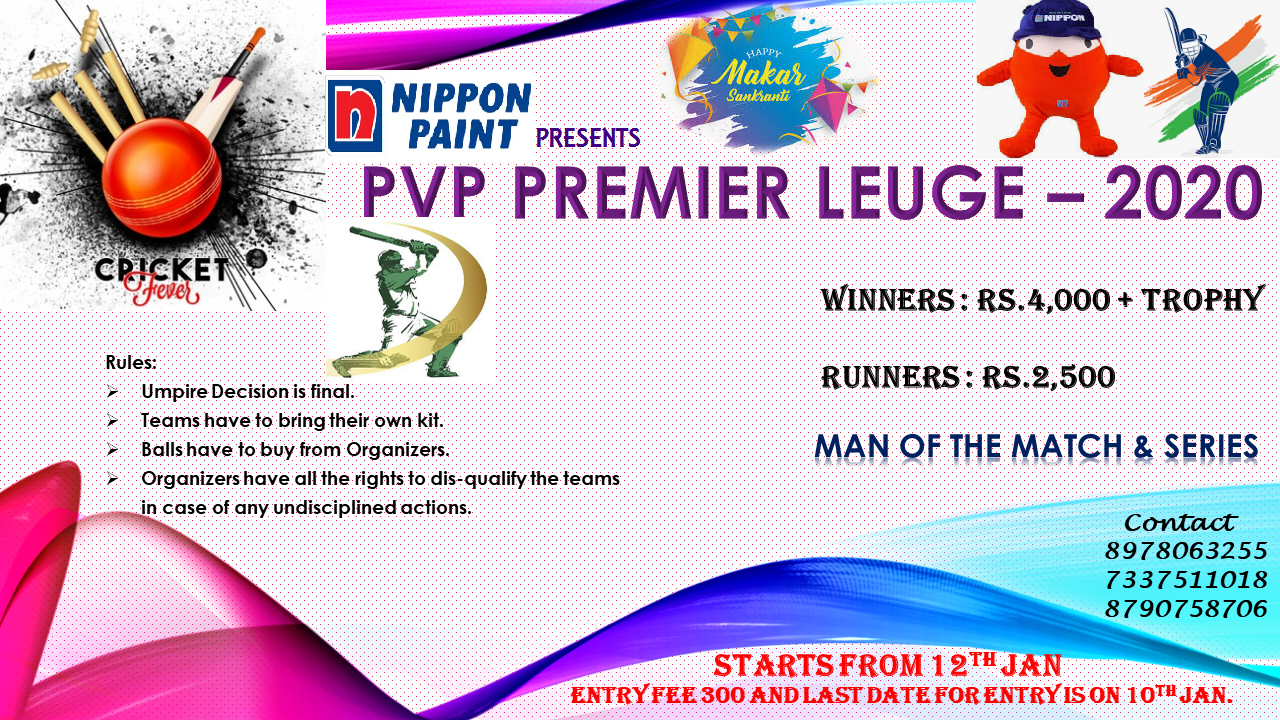 CRICKET
Fever
NIPPON
PAINT
PRESENTS
HAPPY
Makar
Sankranti
NIPPON
PVP PREMIER LEUGE – 2020
WINNERS : RS.4,000 + TROPHY
RUNNERS : RS.2,500
MAN OF THE MATCH & SERIES
Rules:
➢ Umpire Decision is final.
➢ Teams have to bring their own kit.
➢ Balls have to buy from Organizers.
➢ Organizers have all the rights to dis-qualify the teams
in case of any undisciplined actions.
Contact
8978063255
7337511018
8790758706
STARTS FROM 12TH JAN
ENTRY FEE 300 AND LAST DATE FOR ENTRY IS ON 10TH JAN.